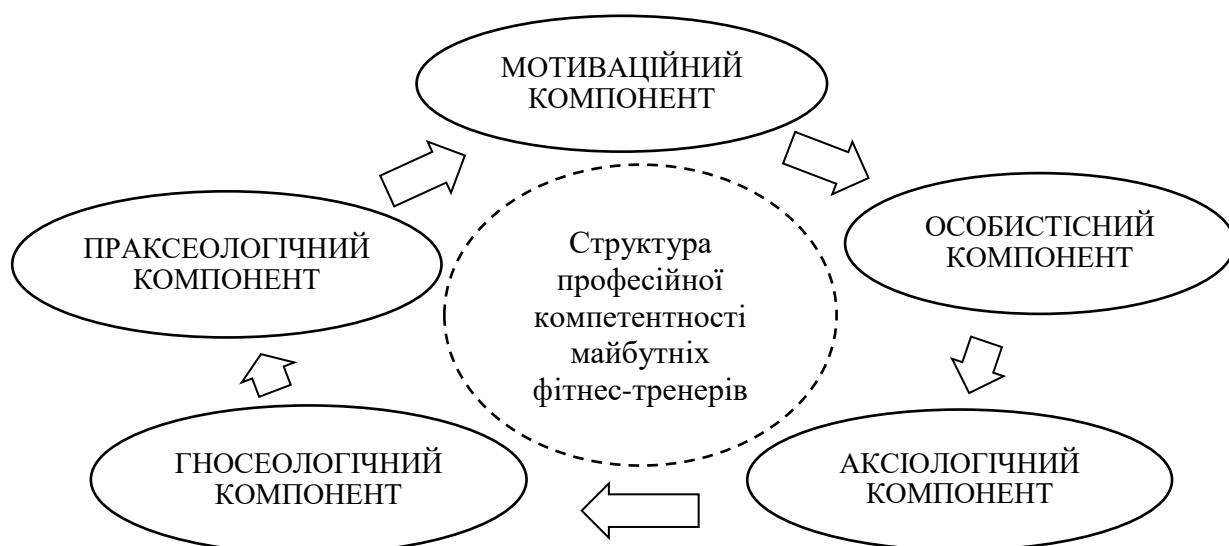 МОТИВАЦІЙНИЙ
КОМПОНЕНТ
ОСОБИСТІСНИЙ
КОМПОНЕНТ
ПРАКСЕОЛОГІЧНИЙ
КОМПОНЕНТ
Структура
професійної
компетентності
майбутніх
фітнес-тренерів
ГНОСЕОЛОГІЧНИЙ
КОМПОНЕНТ
АКСІОЛОГІЧНИЙ
КОМПОНЕНТ